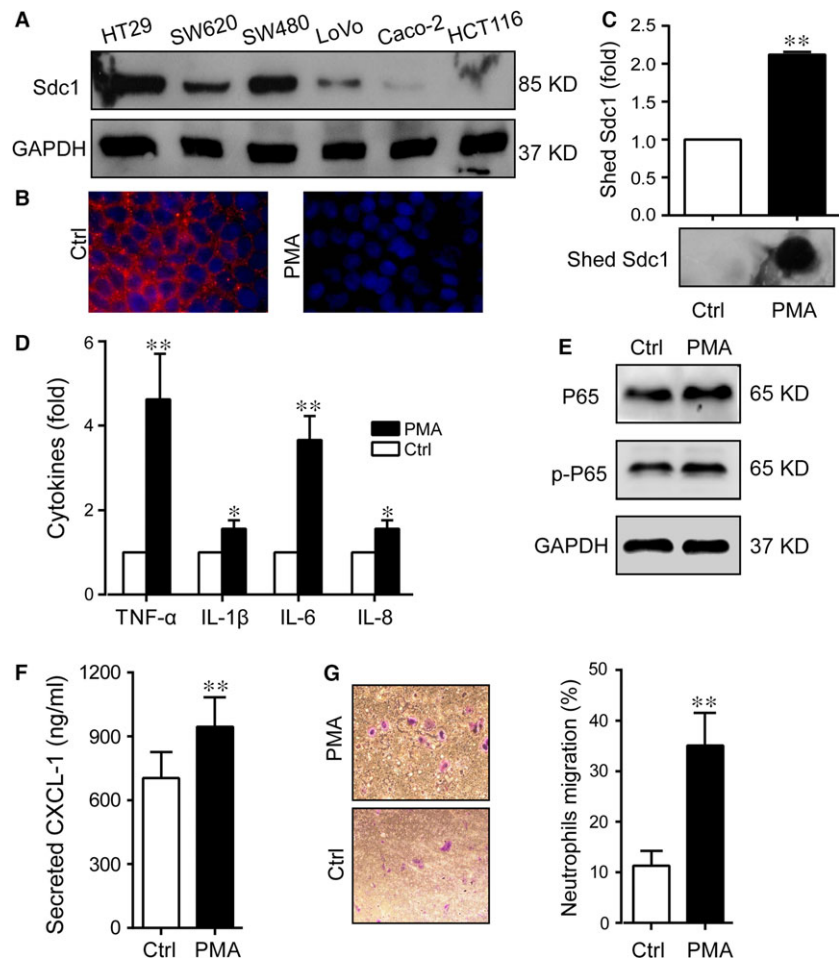 A
HT29 SW620 SW480 LoVo Caco-2 HCT116
Sdc1 85 KD
GAPDH 37 KD
B
Ctrl
PMA
C
Shed Sdc1 (fold)
2.5
2.0
1.5
1.0
0.5
0.0
**
Shed Sdc1
Ctrl PMA
D
Cytokines (fold)
6
4
2
0
** * ** *
PMA
Ctrl
TNF-α IL-1β IL-6 IL-8
E
Ctrl PMA
P65 65 KD
p-P65 65 KD
GAPDH 37 KD
F
Secreted CXCL-1 (ng/ml)
1200
900
600
300
0
**
Ctrl PMA
G
PMA
Ctrl
Neutrophils migration (%)
50
40
30
20
10
0
**
Ctrl PMA